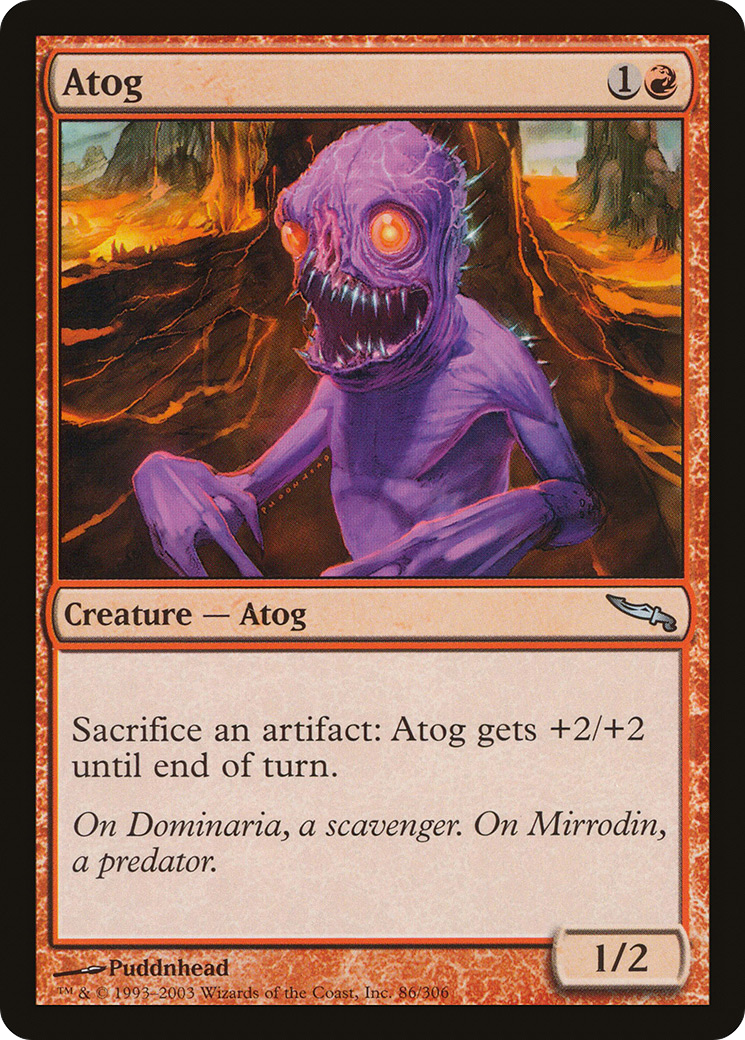 Atog
1
PUDDNHEAD
Creature — Atog
Sacrifice an artifact: Atog gets +2/+2
until end of turn.
On Dominaria, a scavenger. On Mirrodin,
a predator.
1/2
Puddnhead
™ & © 1993–2003 Wizards of the Coast, Inc. 86/306